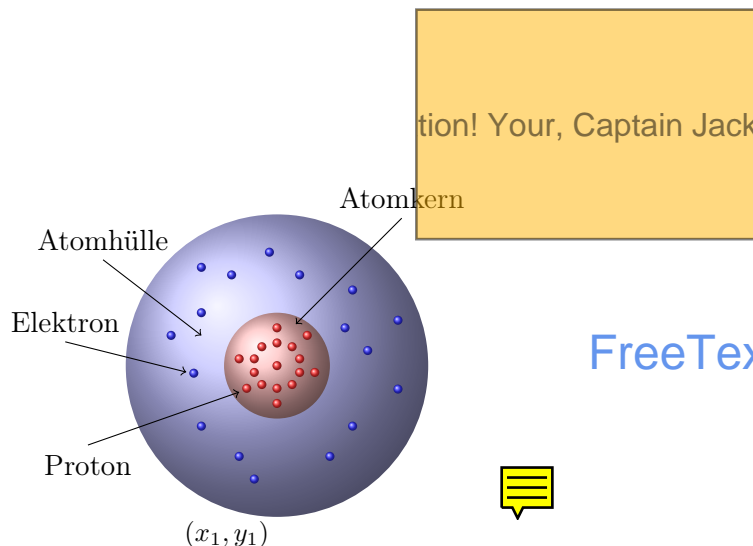 tion! Your, Captain Jack
Atomkern
Atomhülle
Elektron
FreeTex
Proton
(x₁, y₁)